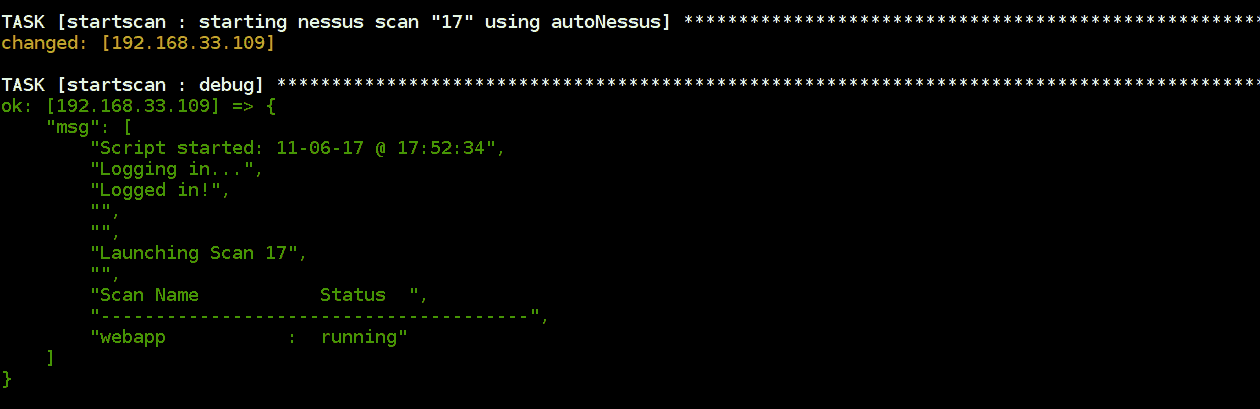 TASK [startscan : starting nessus scan "17" using autoNessus] *****************************************************
changed: [192.168.33.109]
TASK [startscan : debug] ******************************************************************************************
ok: [192.168.33.109] => {
    "msg": [
        "Script started: 11-06-17 @ 17:52:34",
        "Logging in...",
        "Logged in!",
        "",
        "",
        "Launching Scan 17",
        "",
        "Scan Name           Status  ",
        "---------------------------------------",
        "webapp           :  running"
    ]
}